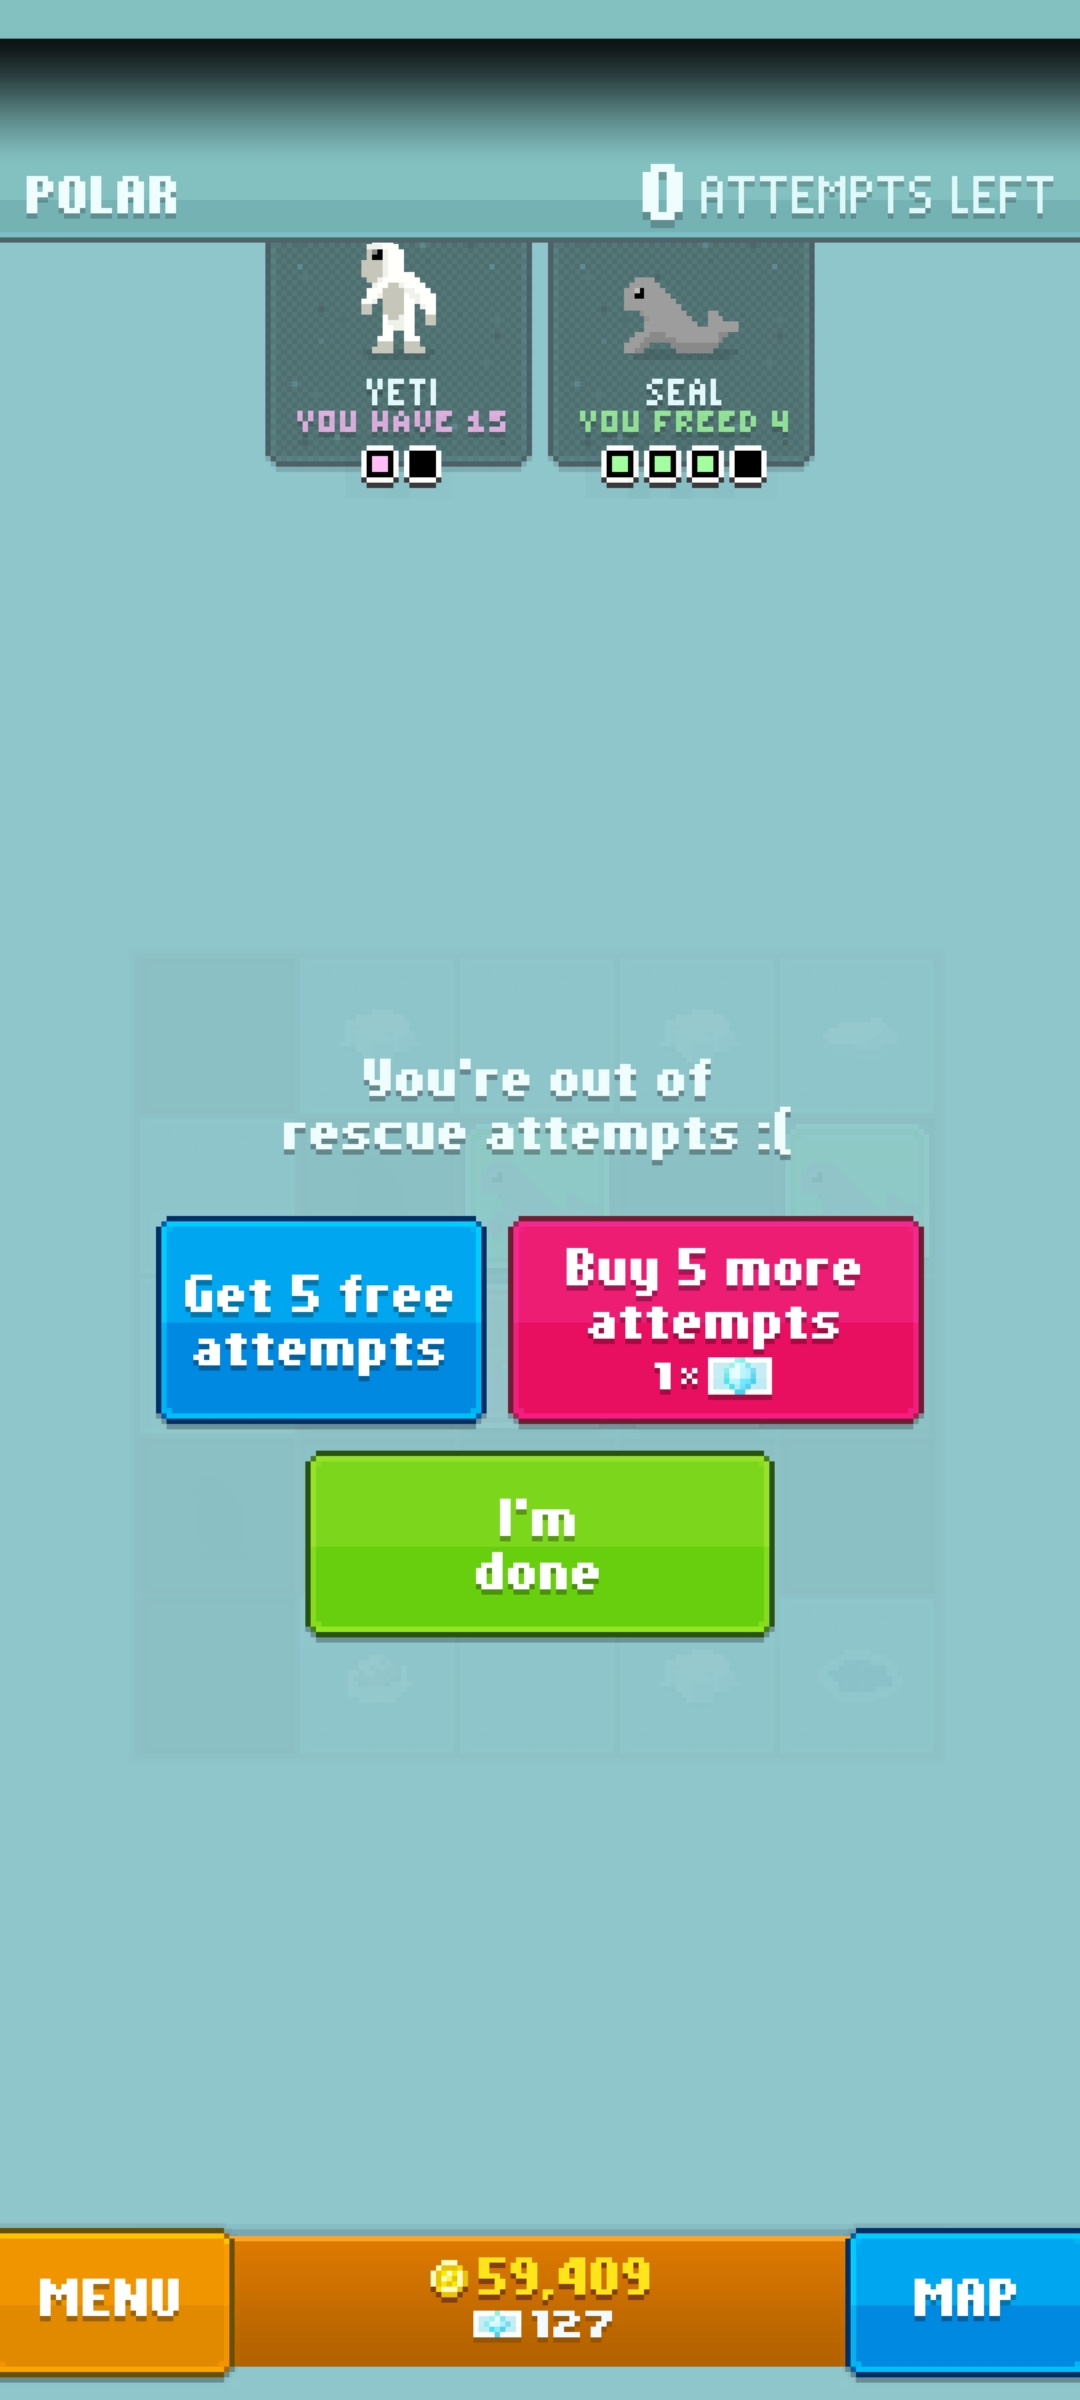 POLAR
0 ATTEMPTS LEFT
YETI
YOU HAVE 15
SEAL
YOU FREED 4
You're out of
rescue attempts :(
Get 5 free
attempts
Buy 5 more
attempts
1×
I'm
done
MENU
59,409
127
MAP